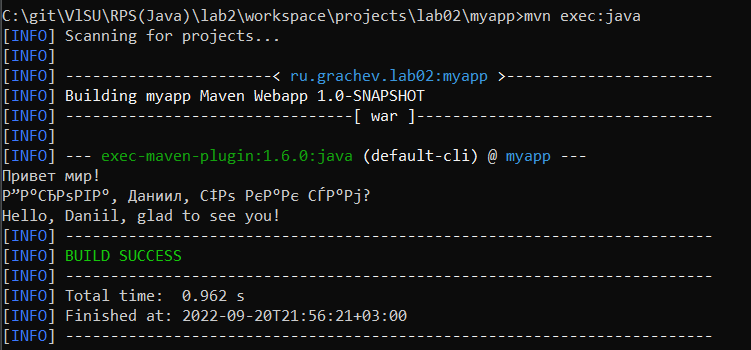 C:\git\VlSU\RPS(Java)\lab2\workspace\projects\lab02\myapp>mvn exec:java
[INFO] Scanning for projects...
[INFO]
[INFO] -----------------------< ru.grachev.lab02:myapp >-----------------------
[INFO] Building myapp Maven Webapp 1.0-SNAPSHOT
[INFO] --------------------------------[ war ]---------------------------------
[INFO]
[INFO] --- exec-maven-plugin:1.6.0:java (default-cli) @ myapp ---
Привет мир!
Р”Р°СЂРѕРІР°, Даниил, С‡Рѕ РєР°Рє СЃР°Рј?
Hello, Daniil, glad to see you!
[INFO] ------------------------------------------------------------------------
[INFO] BUILD SUCCESS
[INFO] ------------------------------------------------------------------------
[INFO] Total time:  0.962 s
[INFO] Finished at: 2022-09-20T21:56:21+03:00
[INFO] ------------------------------------------------------------------------